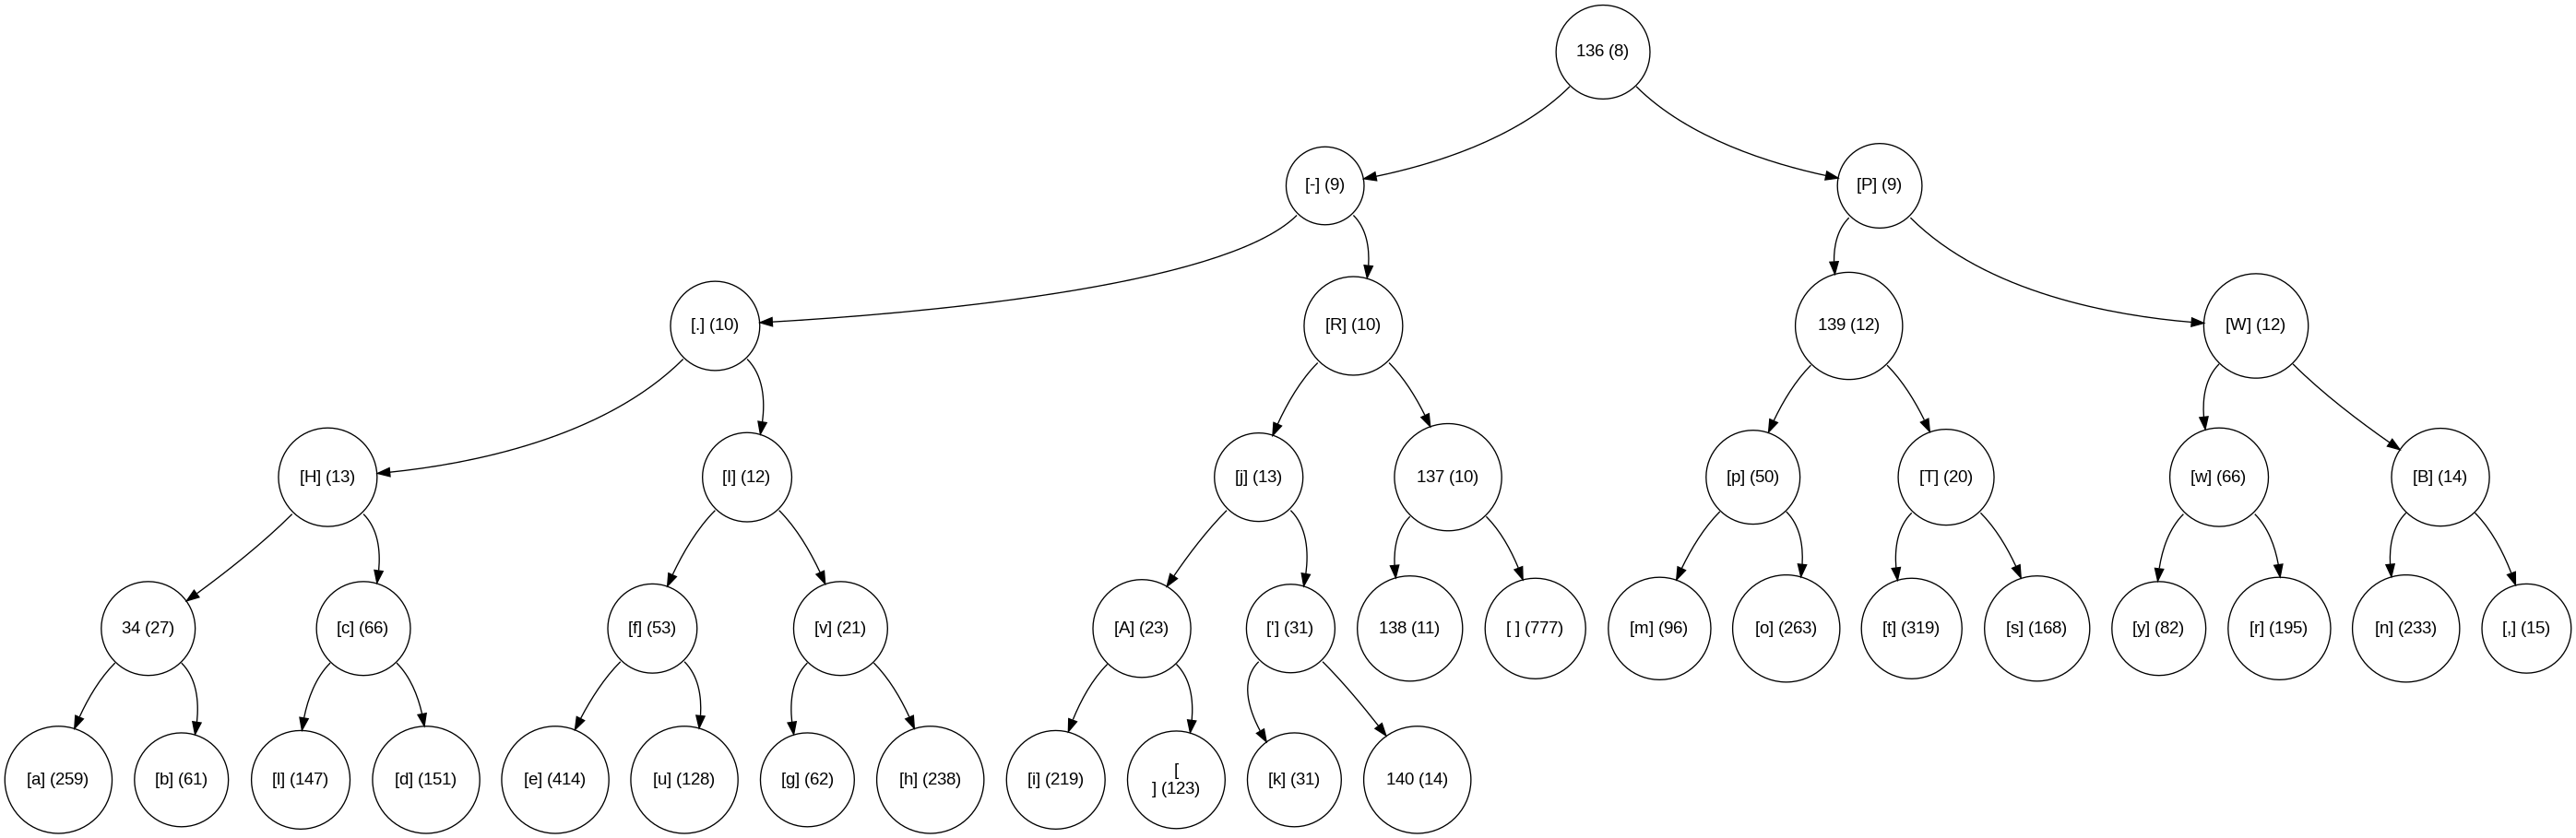 136 (8)
[-] (9)
[P] (9)
[.] (10)
[R] (10)
139 (12)
[W] (12)
[H] (13)
[I] (12)
[j] (13)
137 (10)
[p] (50)
[T] (20)
[w] (66)
[B] (14)
34 (27)
[c] (66)
[f] (53)
[v] (21)
[A] (23)
['] (31)
138 (11)
[ ] (777)
[m] (96)
[o] (263)
[t] (319)
[s] (168)
[y] (82)
[r] (195)
[n] (233)
[,] (15)
[a] (259)
[b] (61)
[l] (147)
[d] (151)
[e] (414)
[u] (128)
[g] (62)
[h] (238)
[i] (219)
[
] (123)
[k] (31)
140 (14)